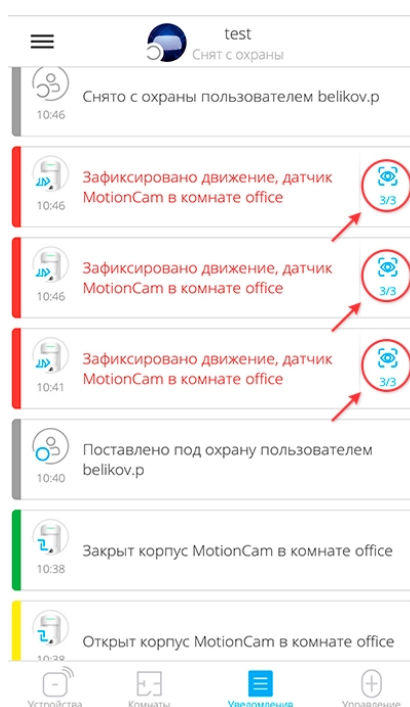 test
Снят с охраны
Снято с охраны пользователем belikov.p
10:46
Зафиксировано движение, датчик
MotionCam в комнате office
10:46
3/3
Зафиксировано движение, датчик
MotionCam в комнате office
10:46
3/3
Зафиксировано движение, датчик
MotionCam в комнате office
10:41
3/3
Поставлено под охрану пользователем
belikov.p
10:40
Закрыт корпус MotionCam в комнате office
10:38
Открыт корпус MotionCam в комнате office
10:38
Устройства
Комнаты
Уведомления
Управление